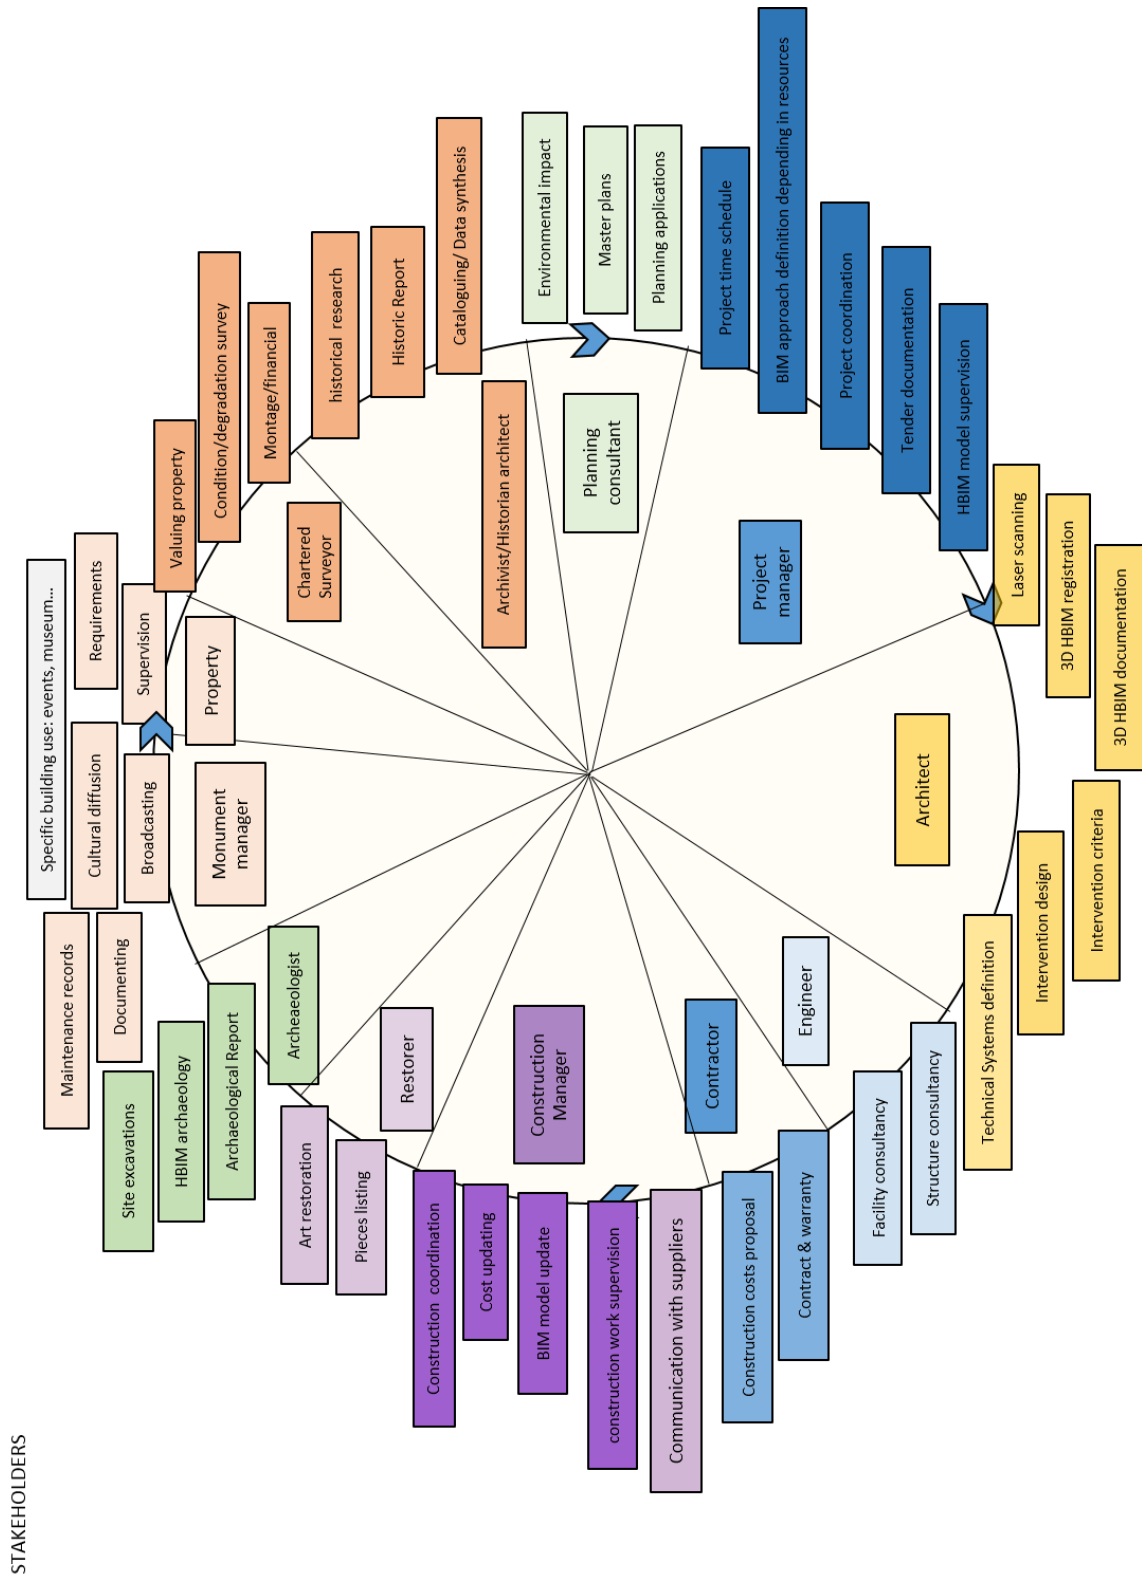 STAKEHOLDERS
Specific building use: events, museum...
Requirements
Supervision
Property
Valuing property
Condition/degradation survey
Montage/financial
Chartered
Surveyor
historical research
Historic Report
Cataloguing/ Data synthesis
Archivist/Historian architect
Environmental impact
Master plans
Planning applications
Planning
consultant
Project time schedule
BIM approach definition depending in resources
Project coordination
Tender documentation
HBIM model supervision
Project
manager
Laser scanning
3D HBIM registration
3D HBIM documentation
Architect
Intervention criteria
Intervention design
Technical Systems definition
Structure consultancy
Facility consultancy
Engineer
Contract & warranty
Construction costs proposal
Contractor
Communication with suppliers
construction work supervision
BIM model update
Cost updating
Construction coordination
Construction
Manager
Pieces listing
Art restoration
Restorer
Archeaeologist
Archaeological Report
HBIM archaeology
Site excavations
Documenting
Maintenance records
Cultural diffusion
Broadcasting
Monument
manager